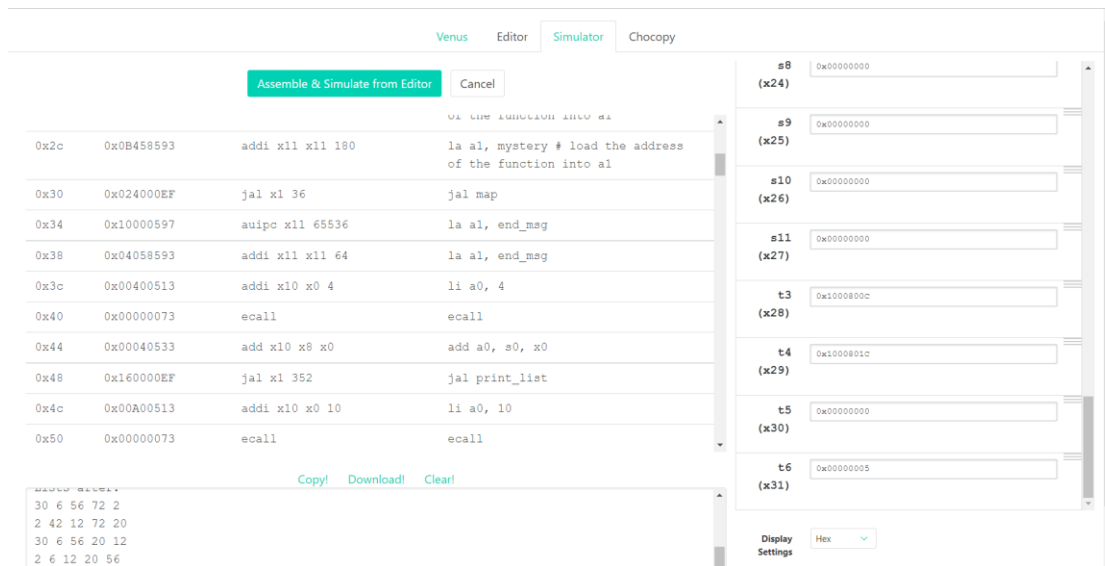 Venus Editor Simulator Chocopy
Assemble & Simulate from Editor Cancel
of the function into a1
0x2c 0x0B458593 addi x11 x11 180 la a1, mystery # load the address
of the function into a1
0x30 0x024000EF jal x1 36 jal map
0x34 0x10000597 auipc x11 65536 la a1, end_msg
0x38 0x04058593 addi x11 x11 64 la a1, end_msg
0x3c 0x00400513 addi x10 x0 4 li a0, 4
0x40 0x00000073 ecall ecall
0x44 0x00040533 add x10 x8 x0 add a0, s0, x0
0x48 0x160000EF jal x1 352 jal print_list
0x4c 0x00A00513 addi x10 x0 10 li a0, 10
0x50 0x00000073 ecall ecall
Copy! Download! Clear!
Lists after:
30 6 56 72 2
2 42 12 72 20
30 6 56 20 12
2 6 12 20 56
s8 0x00000000
(x24)
s9 0x00000000
(x25)
s10 0x00000000
(x26)
s11 0x00000000
(x27)
t3 0x1000800C
(x28)
t4 0x1000801C
(x29)
t5 0x00000000
(x30)
t6 0x00000005
(x31)
Display Hex
Settings